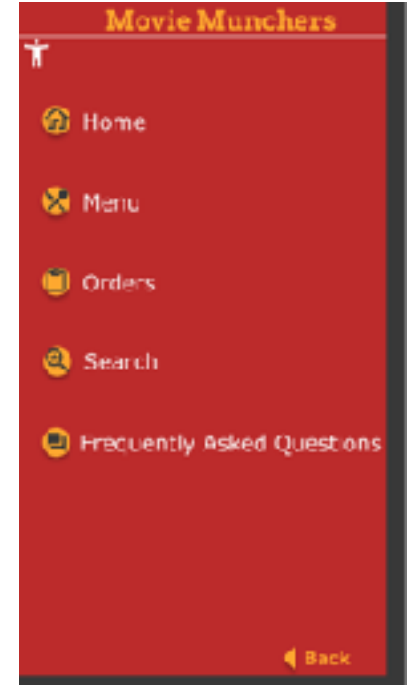 Movie Munchers
Home
Menu
Orders
Search
Frequently Asked Questions
Back